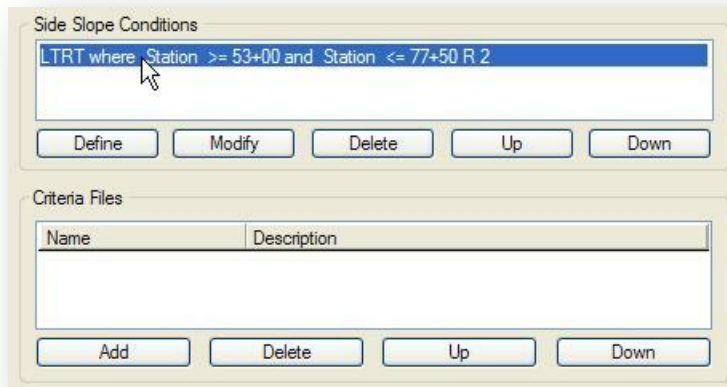 Side Slope Conditions
LTRT where Station >= 53+00 and Station <= 77+50 R 2
Define Modify Delete Up Down
Criteria Files
Name Description
Add Delete Up Down